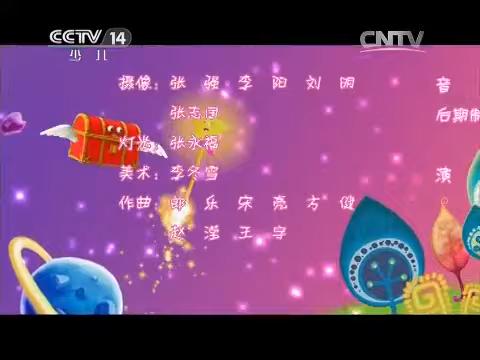 CCTV 14
少儿
CNTV
摄像：张 强 李 阳 刘 明
张志国
灯光：张永福
美术：李冬雪
作曲：郭 乐 宋 亮 方 健
赵 滢 王 宇
音
后期制
演